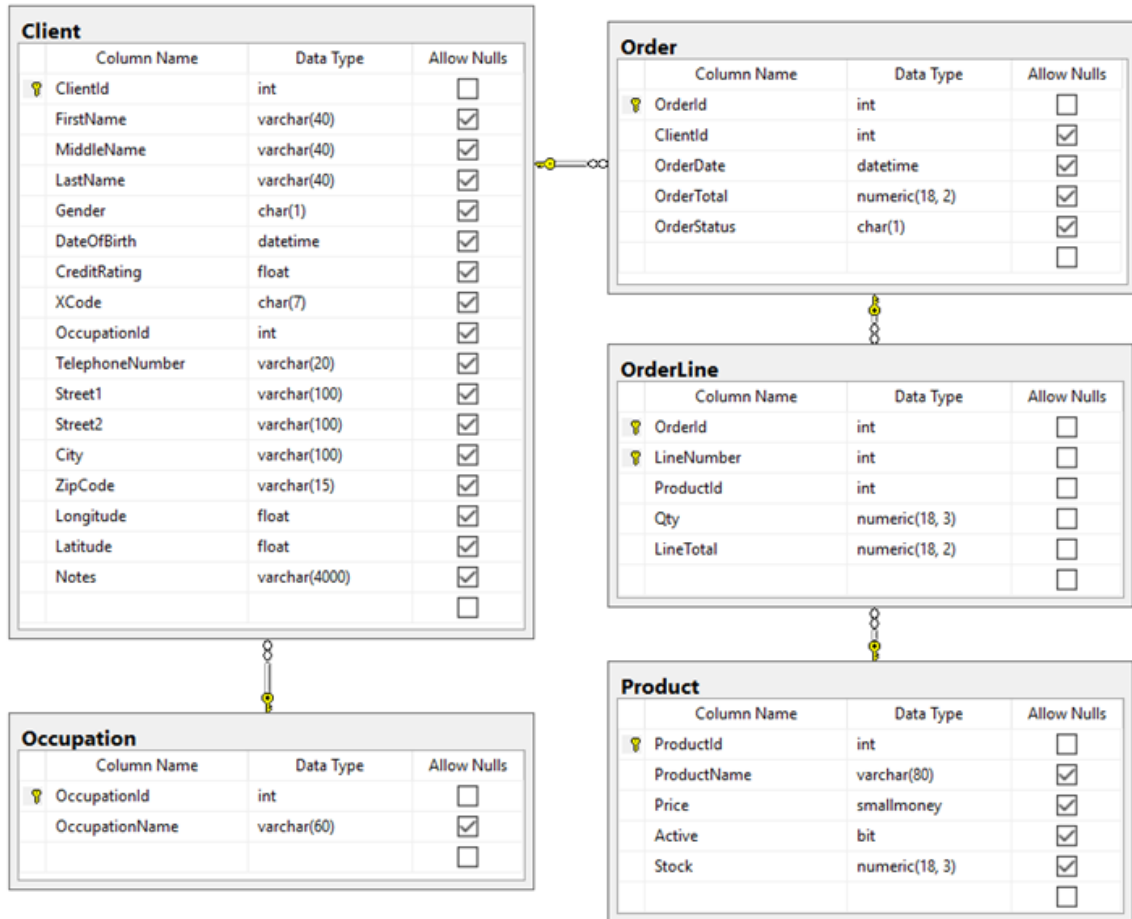 Client
Column Name Data Type Allow Nulls
ClientId int
FirstName varchar(40)
MiddleName varchar(40)
LastName varchar(40)
Gender char(1)
DateOfBirth datetime
CreditRating float
XCode char(7)
OccupationId int
TelephoneNumber varchar(20)
Street1 varchar(100)
Street2 varchar(100)
City varchar(100)
ZipCode varchar(15)
Longitude float
Latitude float
Notes varchar(4000)
Occupation
Column Name Data Type Allow Nulls
OccupationId int
OccupationName varchar(60)
Order
Column Name Data Type Allow Nulls
OrderId int
ClientId int
OrderDate datetime
OrderTotal numeric(18, 2)
OrderStatus char(1)
OrderLine
Column Name Data Type Allow Nulls
OrderId int
LineNumber int
ProductId int
Qty numeric(18, 3)
LineTotal numeric(18, 2)
Product
Column Name Data Type Allow Nulls
ProductId int
ProductName varchar(80)
Price smallmoney
Active bit
Stock numeric(18, 3)